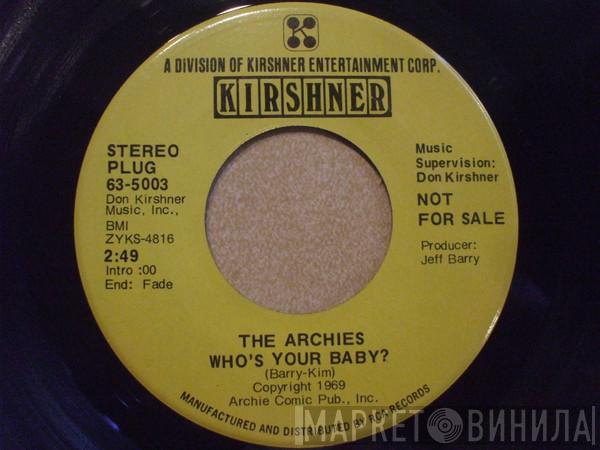 A DIVISION OF KIRSHNER ENTERTAINMENT CORP.
KIRSHNER
STEREO
PLUG
63-5003
Don Kirshner
Music, Inc.,
BMI
ZYKS-4816
2:49
Intro :00
End: Fade
Music
Supervision:
Don Kirshner
NOT
FOR SALE
Producer:
Jeff Barry
THE ARCHIES
WHO'S YOUR BABY?
(Barry-Kim)
Copyright 1969
Archie Comic Pub., Inc.
MANUFACTURED AND DISTRIBUTED BY RCA RECORDS
МАРКЕТ ВИНИЛА